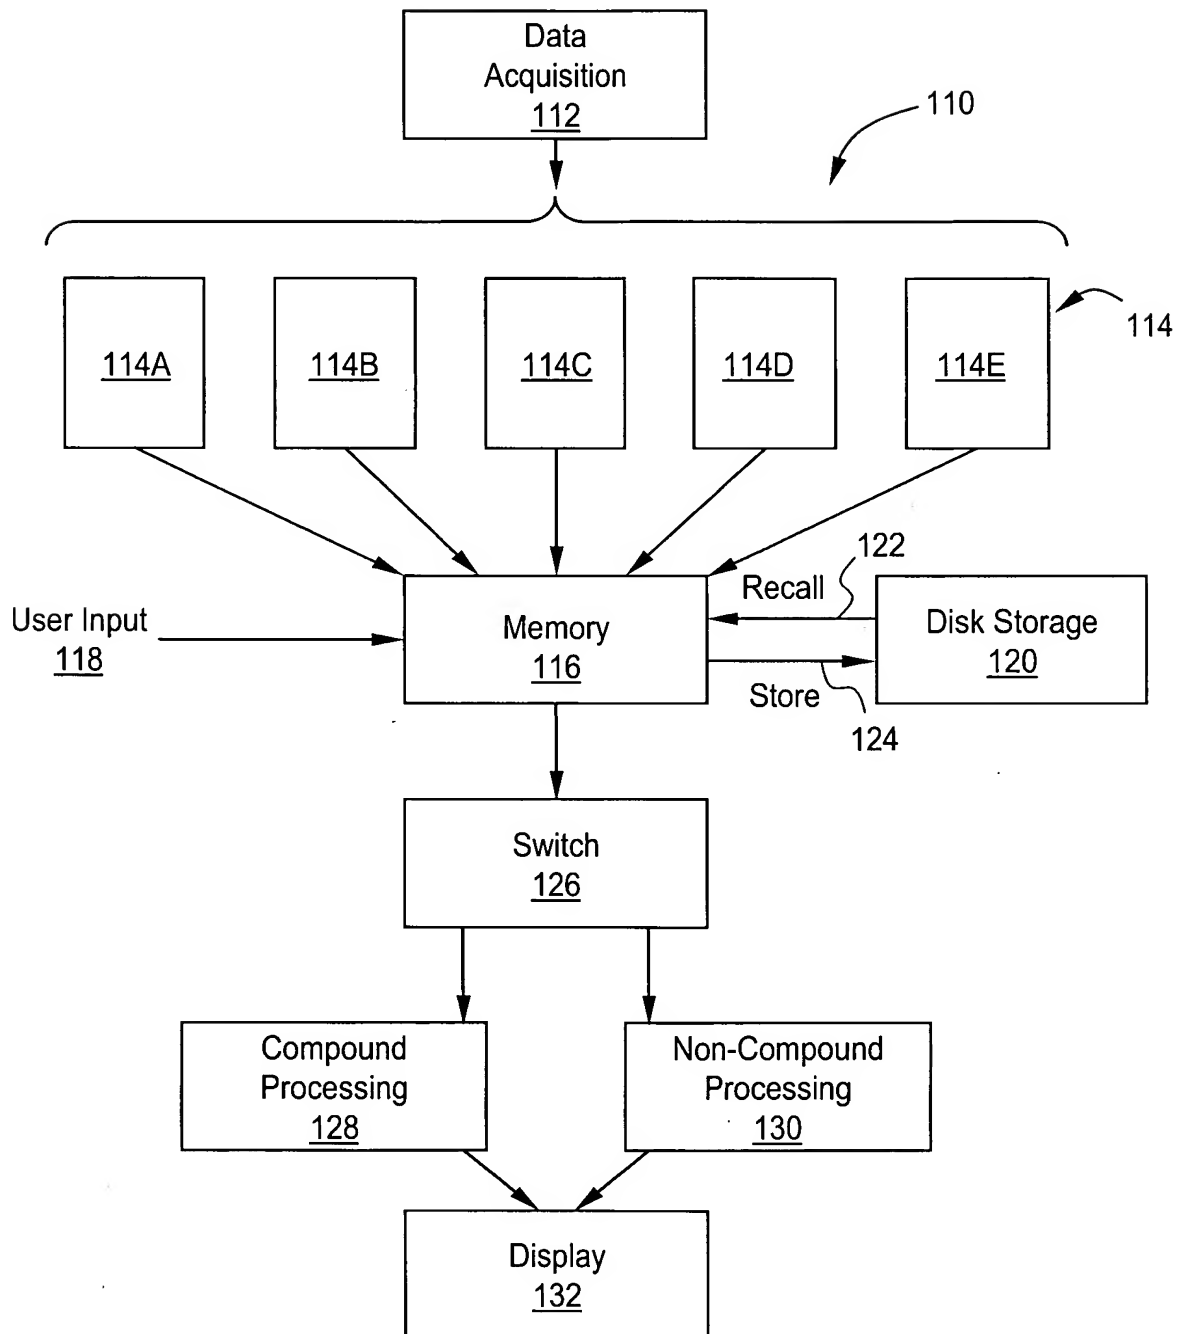 Data
Acquisition
112
110
114A
114B
114C
114D
114E
114
122
Recall
User Input
118
Memory
116
Disk Storage
120
Store
124
Switch
126
Compound
Processing
128
Non-Compound
Processing
130
Display
132